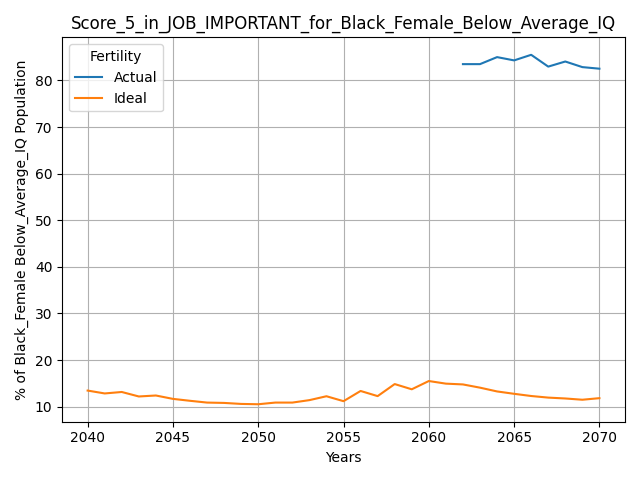 Score_5_in_JOB_IMPORTANT_for_Black_Female_Below_Average_IQ
Fertility
Actual
Ideal
% of Black_Female Below_Average_IQ Population
80
70
60
50
40
30
20
10
2040 2045 2050 2055 2060 2065 2070
Years